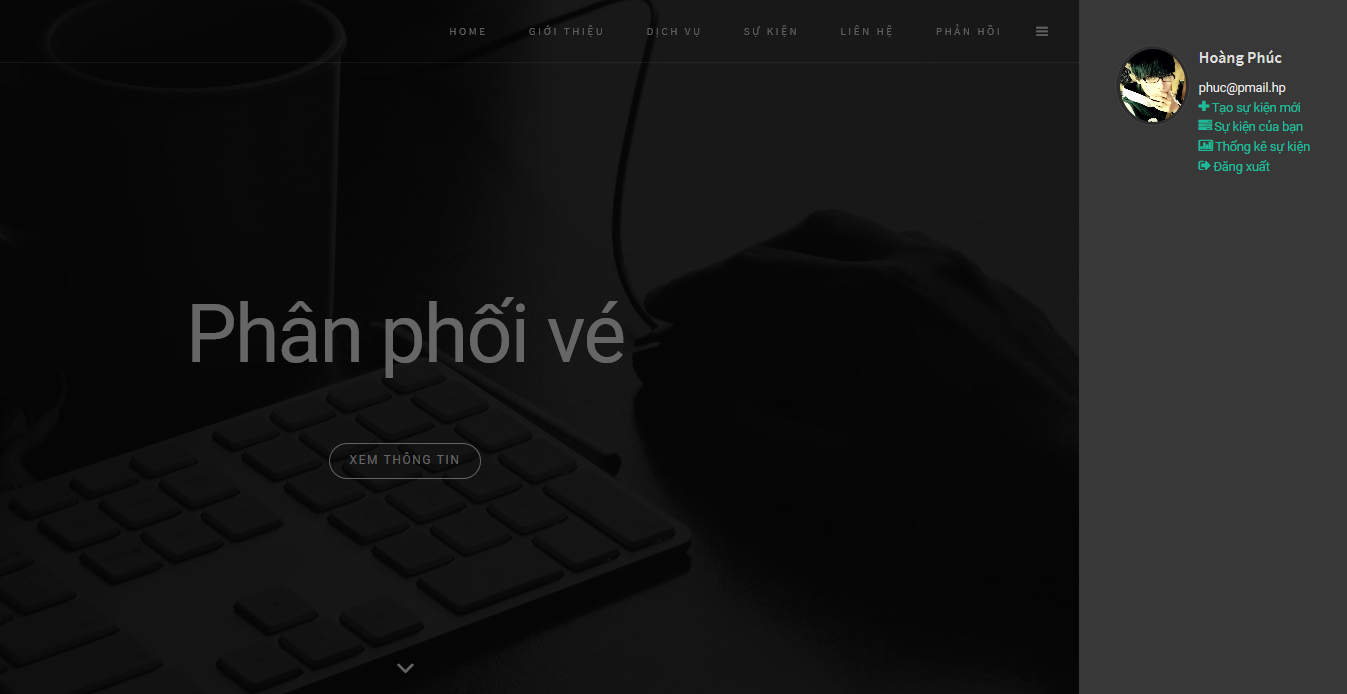 HOME GIỚI THIỆU DỊCH VỤ SỰ KIỆN LIÊN HỆ PHẢN HỒI
Phân phối vé
XEM THÔNG TIN
Hoàng Phúc
phuc@pmail.hp
Tạo sự kiện mới
Sự kiện của bạn
Thống kê sự kiện
Đăng xuất